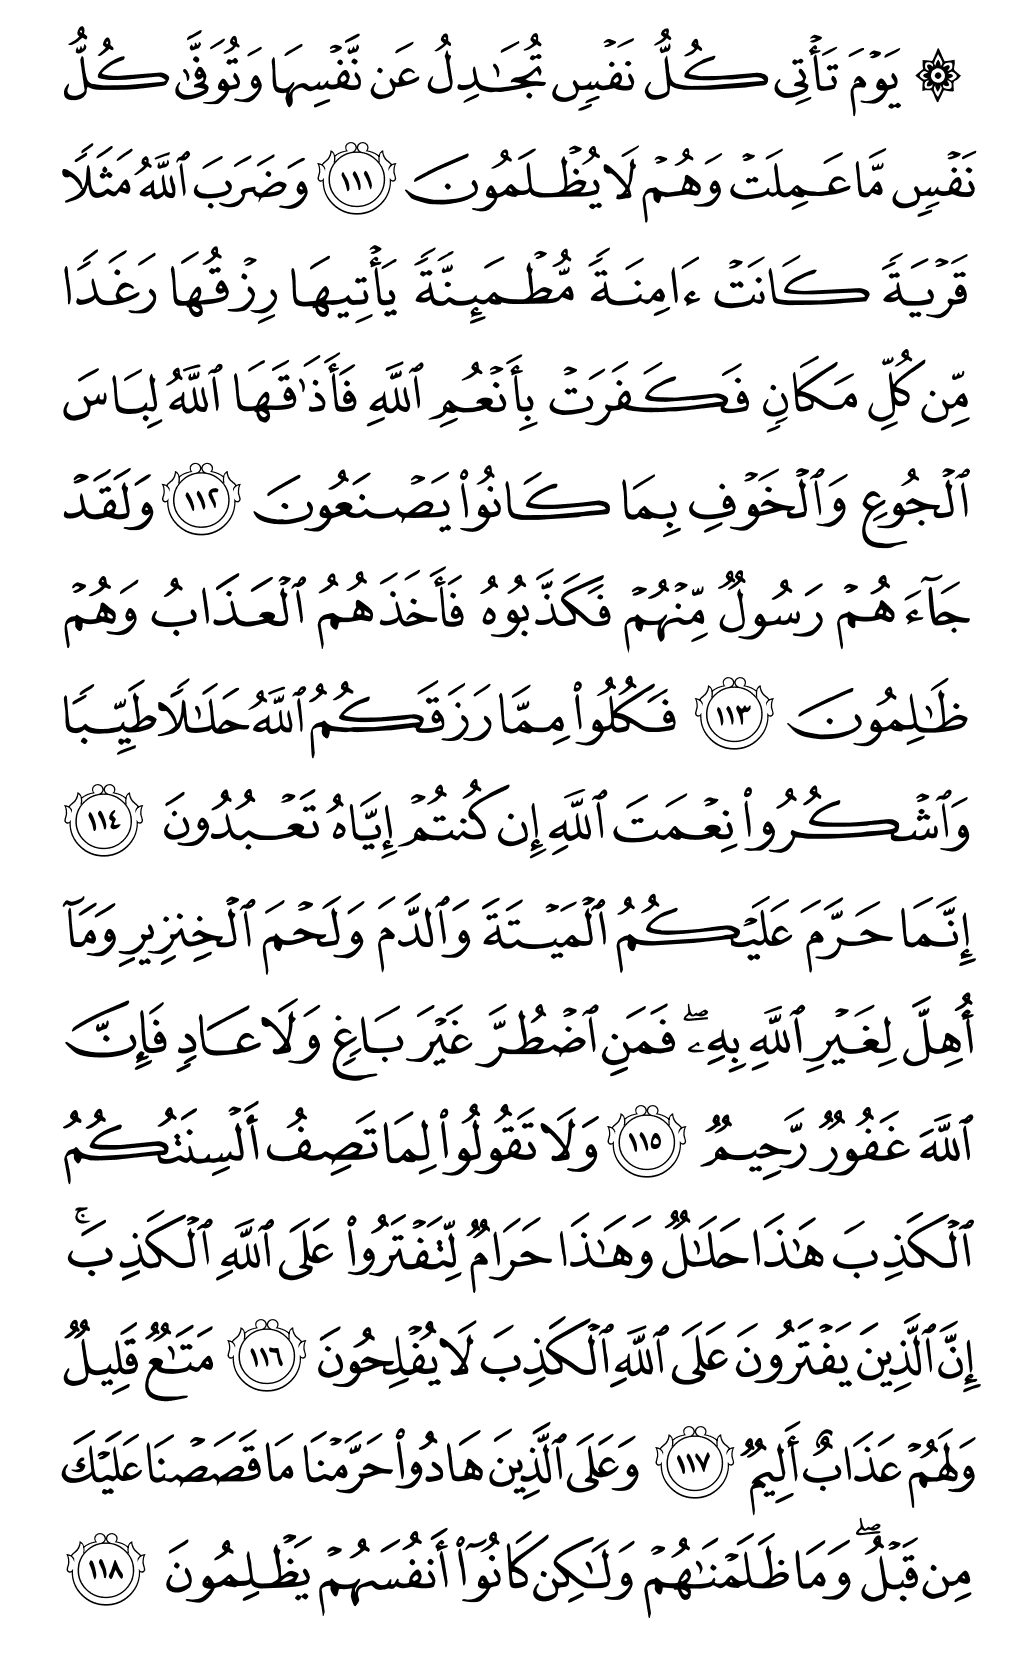 ۞ يَوۡمَ تَأۡتِي كُلُّ نَفۡسٖ تُجَٰدِلُ عَن نَّفۡسِهَا وَتُوَفَّىٰ كُلُّ
نَفۡسٖ مَّا عَمِلَتۡ وَهُمۡ لَا يُظۡلَمُونَ ١١١ وَضَرَبَ ٱللَّهُ مَثَلٗا
قَرۡيَةٗ كَانَتۡ ءَامِنَةٗ مُّطۡمَئِنَّةٗ يَأۡتِيهَا رِزۡقُهَا رَغَدٗا
مِّن كُلِّ مَكَانٖ فَكَفَرَتۡ بِأَنۡعُمِ ٱللَّهِ فَأَذَٰقَهَا ٱللَّهُ لِبَاسَ
ٱلۡجُوعِ وَٱلۡخَوۡفِ بِمَا كَانُواْ يَصۡنَعُونَ ١١٢ وَلَقَدۡ
جَآءَهُمۡ رَسُولٞ مِّنۡهُمۡ فَكَذَّبُوهُ فَأَخَذَهُمُ ٱلۡعَذَابُ وَهُمۡ
ظَٰلِمُونَ ١١٣ فَكُلُواْ مِمَّا رَزَقَكُمُ ٱللَّهُ حَلَٰلٗا طَيِّبٗا
وَٱشۡكُرُواْ نِعۡمَتَ ٱللَّهِ إِن كُنتُمۡ إِيَّاهُ تَعۡبُدُونَ ١١٤
إِنَّمَا حَرَّمَ عَلَيۡكُمُ ٱلۡمَيۡتَةَ وَٱلدَّمَ وَلَحۡمَ ٱلۡخِنزِيرِ وَمَآ
أُهِلَّ لِغَيۡرِ ٱللَّهِ بِهِۦۖ فَمَنِ ٱضۡطُرَّ غَيۡرَ بَاغٖ وَلَا عَادٖ فَإِنَّ
ٱللَّهَ غَفُورٞ رَّحِيمٞ ١١٥ وَلَا تَقُولُواْ لِمَا تَصِفُ أَلۡسِنَتُكُمُ
ٱلۡكَذِبَ هَٰذَا حَلَٰلٞ وَهَٰذَا حَرَامٞ لِّتَفۡتَرُواْ عَلَى ٱللَّهِ ٱلۡكَذِبَۚ
إِنَّ ٱلَّذِينَ يَفۡتَرُونَ عَلَى ٱللَّهِ ٱلۡكَذِبَ لَا يُفۡلِحُونَ ١١٦ مَتَٰعٞ قَلِيلٞ
وَلَهُمۡ عَذَابٌ أَلِيمٞ ١١٧ وَعَلَى ٱلَّذِينَ هَادُواْ حَرَّمۡنَا مَا قَصَصۡنَا عَلَيۡكَ
مِن قَبۡلُۖ وَمَا ظَلَمۡنَٰهُمۡ وَلَٰكِن كَانُوٓاْ أَنفُسَهُمۡ يَظۡلِمُونَ ١١٨